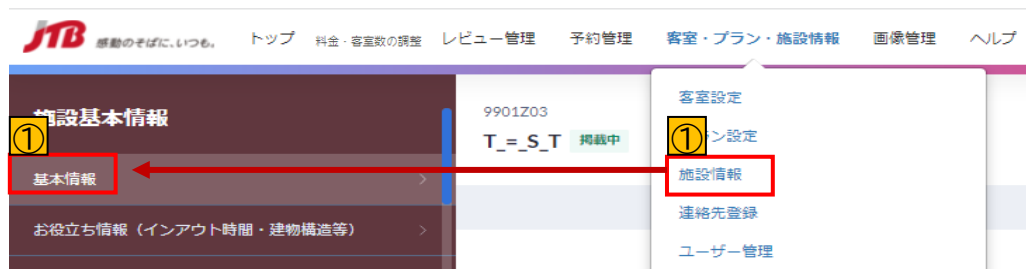 JTB 感動のそばに、いつも。 トップ 料金・客室数の調整 レビュー管理 予約管理 客室・プラン・施設情報 画像管理 ヘルプ
施設基本情報
①
基本情報
お役立ち情報（インアウト時間・建物構造等）
9901Z03
T_=_S_T 掲載中
客室設定
① ン設定
施設情報
連絡先登録
ユーザー管理